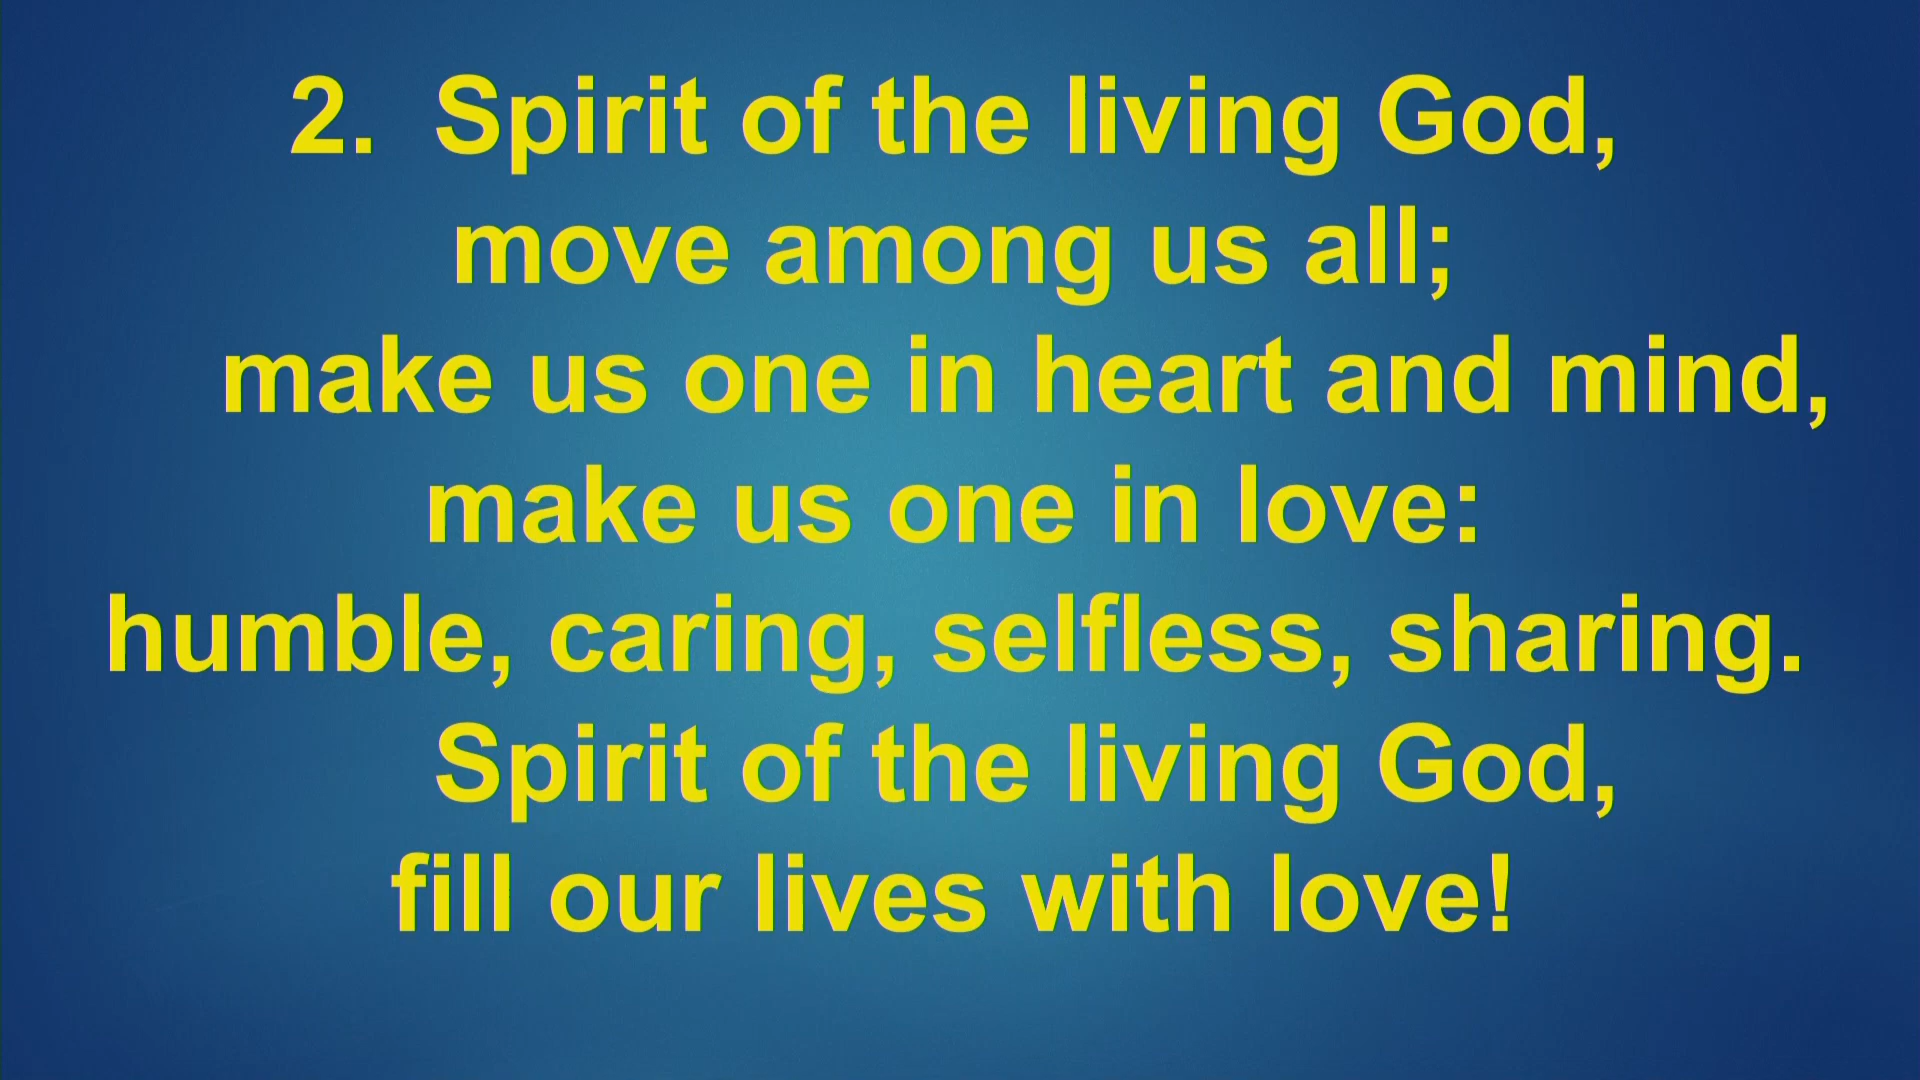 2. Spirit of the living God,
move among us all;
make us one in heart and mind,
make us one in love:
humble, caring, selfless, sharing.
Spirit of the living God,
fill our lives with love!